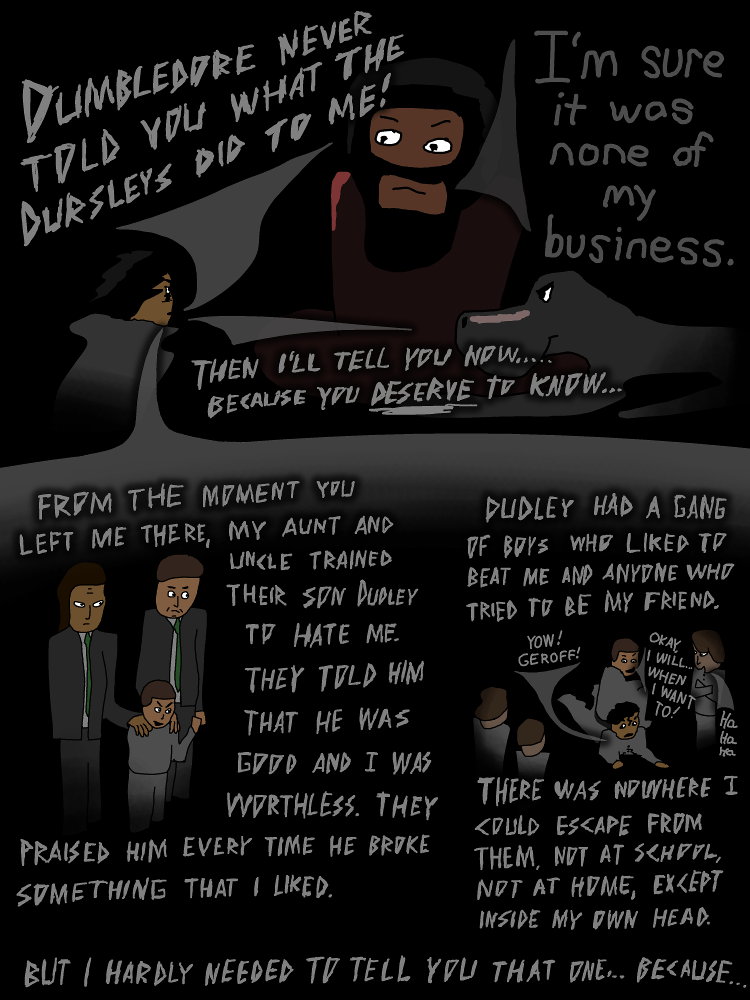 DUMBLEDORE NEVER
TOLD YOU WHAT THE
DURSLEYS DID TO ME!
I'm sure
it was
none of
my
business.
THEN I'LL TELL YOU NOW.....
BECAUSE YOU DESERVE TO KNOW...
FROM THE MOMENT YOU
LEFT ME THERE, MY AUNT AND
UNCLE TRAINED
THEIR SON DUDLEY
TO HATE ME.
THEY TOLD HIM
THAT HE WAS
GOOD AND I WAS
WORTHLESS. THEY
PRAISED HIM EVERY TIME HE BROKE
SOMETHING THAT I LIKED.
DUDLEY HAD A GANG
OF BOYS WHO LIKED TO
BEAT ME AND ANYONE WHO
TRIED TO BE MY FRIEND.
YOW!
GEROFF!
OKAY
I WILL...
WHEN
I WANT
TO!
Ha
Ha
Ha
THERE WAS NOWHERE I
COULD ESCAPE FROM
THEM, NOT AT SCHOOL,
NOT AT HOME, EXCEPT
INSIDE MY OWN HEAD.
BUT I HARDLY NEEDED TO TELL YOU THAT ONE... BECAUSE...